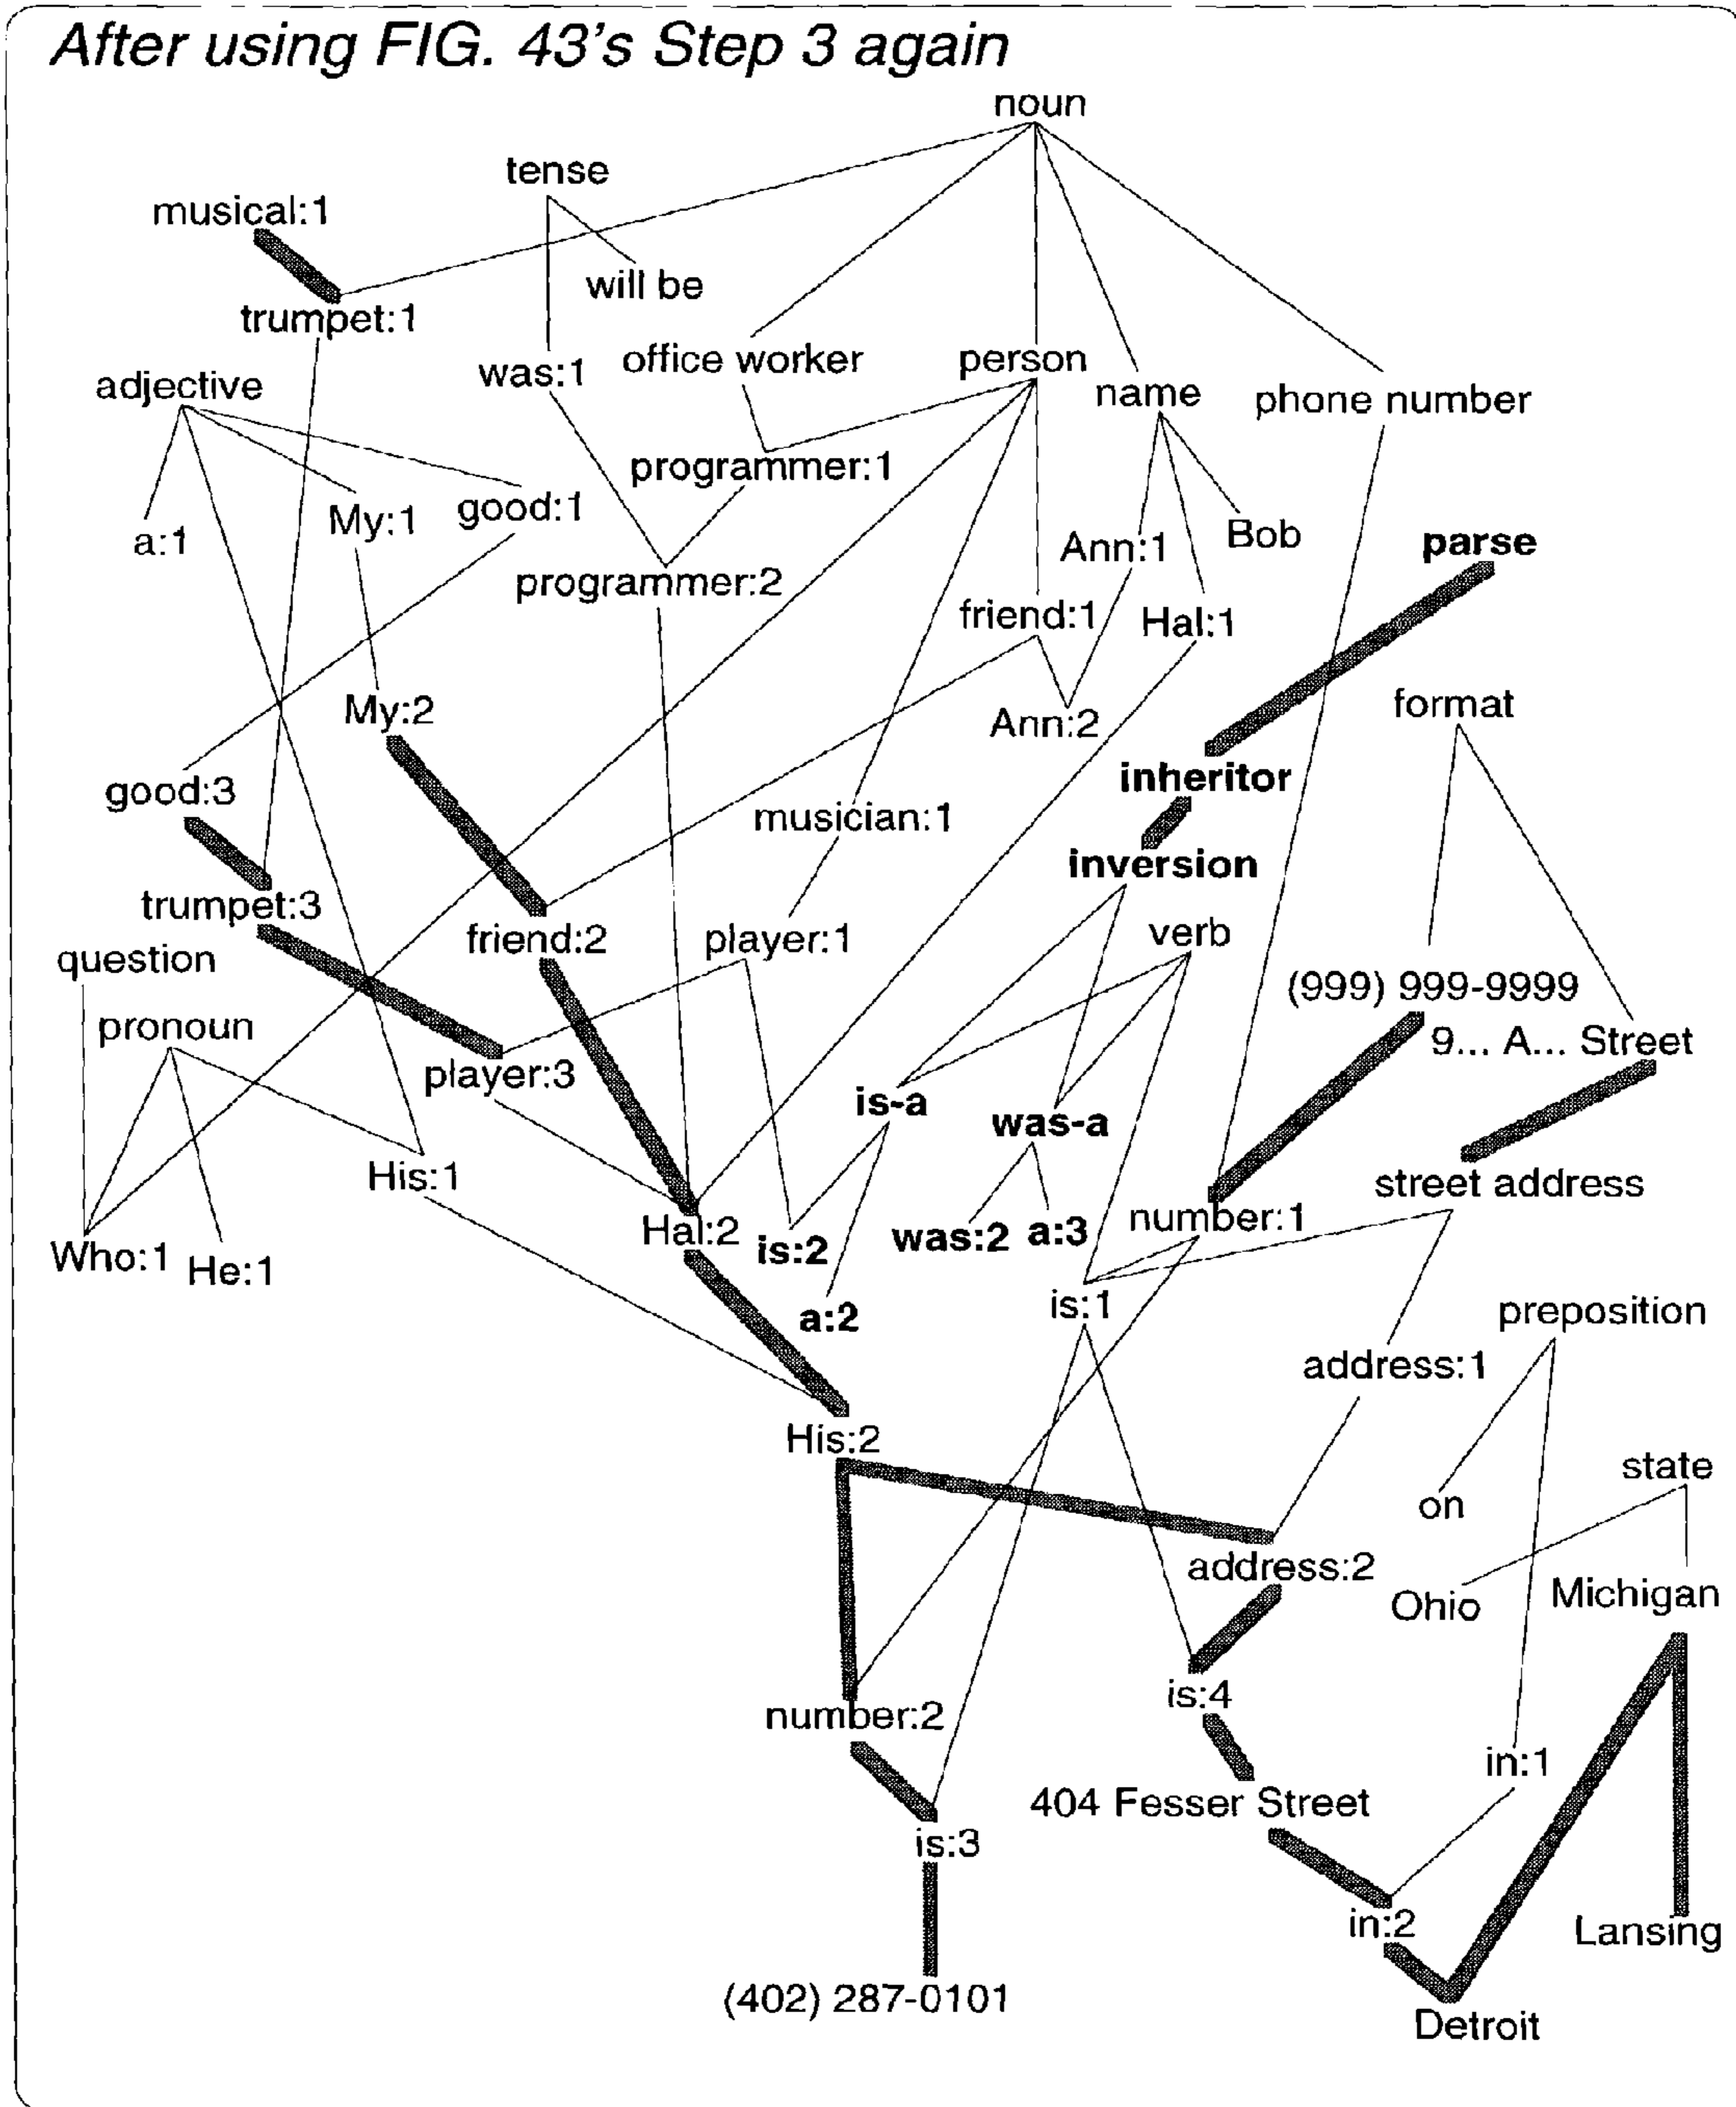 After using FIG. 43's Step 3 again
noun
tense
musical:1
will be
trumpet:1
office worker
person
was:1
adjective
name
phone number
programmer:1
good:1
My:1
a:1
Bob
Ann:1
parse
programmer:2
friend:1
Hal:1
format
My:2
Ann:2
inheritor
good:3
musician:1
inversion
trumpet:3
verb
friend:2
player:1
question
(999) 999-9999
pronoun
9... A... Street
player:3
is-a
was-a
His:1
street address
number:1
Hal:2
is:2
was:2
a:3
Who:1
He:1
is:1
preposition
a:2
address:1
His:2
state
on
address:2
Michigan
Ohio
is:4
number:2
in:1
404 Fesser Street
is:3
in:2
Lansing
(402) 287-0101
Detroit